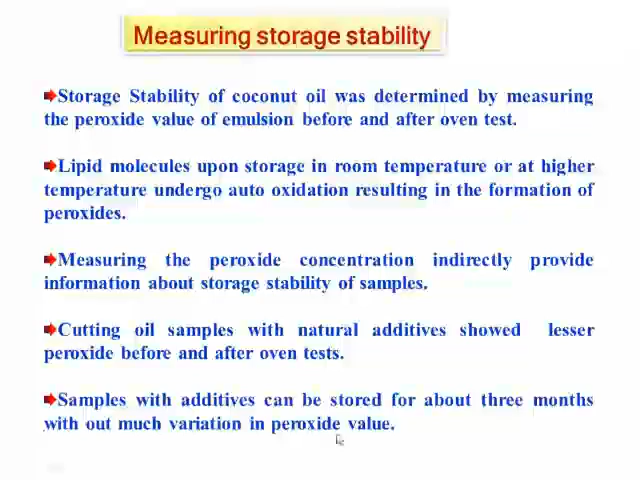 Measuring storage stability
Storage Stability of coconut oil was determined by measuring
the peroxide value of emulsion before and after oven test.
Lipid molecules upon storage in room temperature or at higher
temperature undergo auto oxidation resulting in the formation of
peroxides.
Measuring the peroxide concentration indirectly provide
information about storage stability of samples.
Cutting oil samples with natural additives showed lesser
peroxide before and after oven tests.
Samples with additives can be stored for about three months
with out much variation in peroxide value.